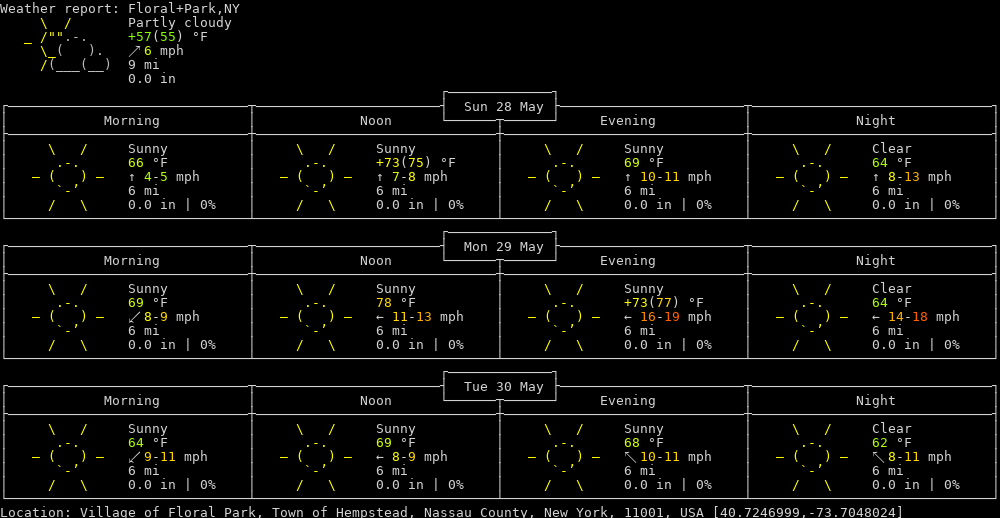 Weather report: Floral+Park,NY
Partly cloudy
+57(55) °F
↗ 6 mph
9 mi
0.0 in
Sun 28 May
Morning Noon Evening Night
Sunny Sunny Sunny Clear
66 °F +73(75) °F 69 °F 64 °F
↑ 4-5 mph ↑ 7-8 mph ↑ 10-11 mph ↑ 8-13 mph
6 mi 6 mi 6 mi 6 mi
0.0 in | 0% 0.0 in | 0% 0.0 in | 0% 0.0 in | 0%
Mon 29 May
Morning Noon Evening Night
Sunny Sunny Sunny Clear
69 °F 78 °F +73(77) °F 64 °F
↙ 8-9 mph ← 11-13 mph ← 16-19 mph ← 14-18 mph
6 mi 6 mi 6 mi 6 mi
0.0 in | 0% 0.0 in | 0% 0.0 in | 0% 0.0 in | 0%
Tue 30 May
Morning Noon Evening Night
Sunny Sunny Sunny Clear
64 °F 69 °F 68 °F 62 °F
↙ 9-11 mph ← 8-9 mph ↖ 10-11 mph ↖ 8-11 mph
6 mi 6 mi 6 mi 6 mi
0.0 in | 0% 0.0 in | 0% 0.0 in | 0% 0.0 in | 0%
Location: Village of Floral Park, Town of Hempstead, Nassau County, New York, 11001, USA [40.7246999,-73.7048024]